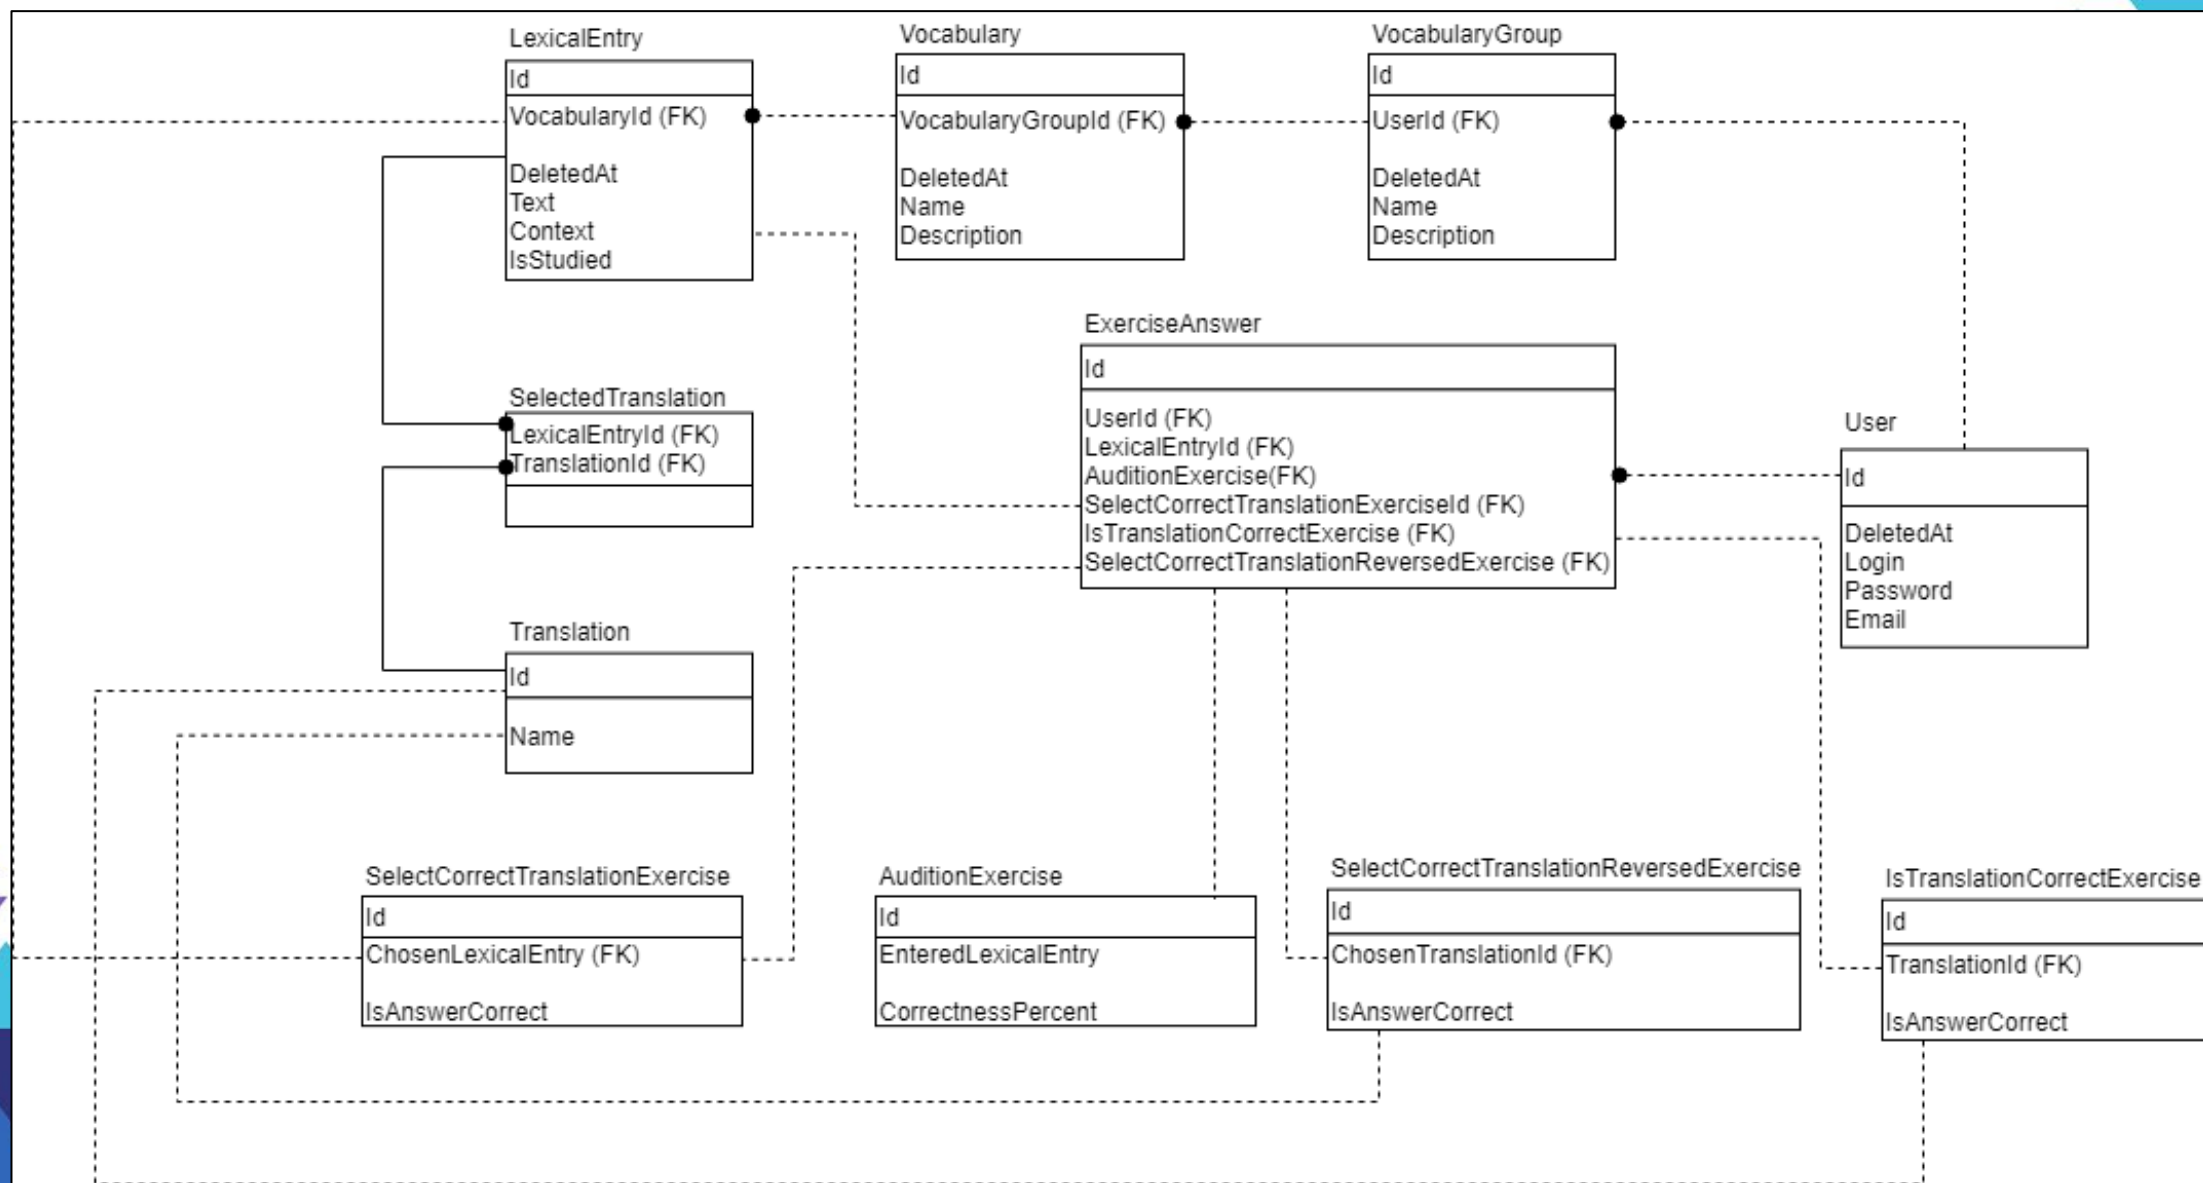 LexicalEntry
Id
VocabularyId (FK)
DeletedAt
Text
Context
IsStudied
Vocabulary
Id
VocabularyGroupId (FK)
DeletedAt
Name
Description
VocabularyGroup
Id
UserId (FK)
DeletedAt
Name
Description
ExerciseAnswer
Id
UserId (FK)
LexicalEntryId (FK)
AuditionExercise(FK)
SelectCorrectTranslationExerciseId (FK)
IsTranslationCorrectExercise (FK)
SelectCorrectTranslationReversedExercise (FK)
User
Id
DeletedAt
Login
Password
Email
SelectedTranslation
LexicalEntryId (FK)
TranslationId (FK)
Translation
Id
Name
SelectCorrectTranslationExercise
Id
ChosenLexicalEntry (FK)
IsAnswerCorrect
AuditionExercise
Id
EnteredLexicalEntry
CorrectnessPercent
SelectCorrectTranslationReversedExercise
Id
ChosenTranslationId (FK)
IsAnswerCorrect
IsTranslationCorrectExercise
Id
TranslationId (FK)
IsAnswerCorrect